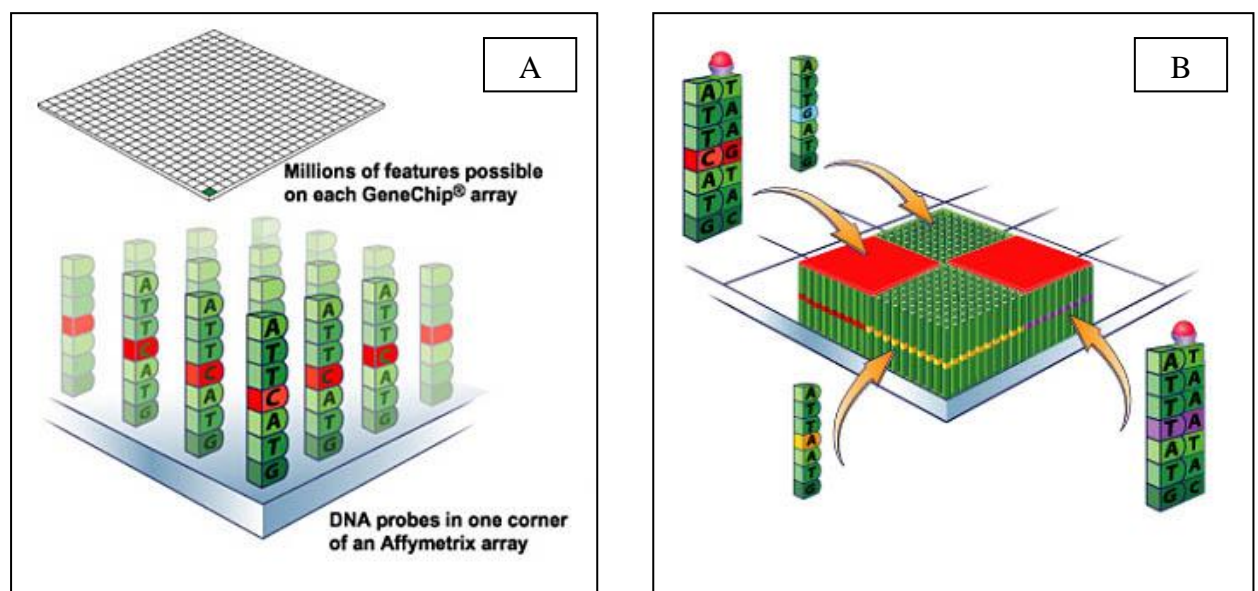 A
Millions of features possible
on each GeneChip® array
A
T
T
C
A
T
G
A
T
T
C
A
T
G
A
T
T
C
A
T
G
A
T
T
C
A
T
G
A
T
T
C
A
T
G
DNA probes in one corner
of an Affymetrix array
B
A T
T A
T A
C G
A T
T A
G C
A
T
T
G
A
T
G
A
T
T
A
A
T
G
A T
T A
T A
T A
A T
T A
G C